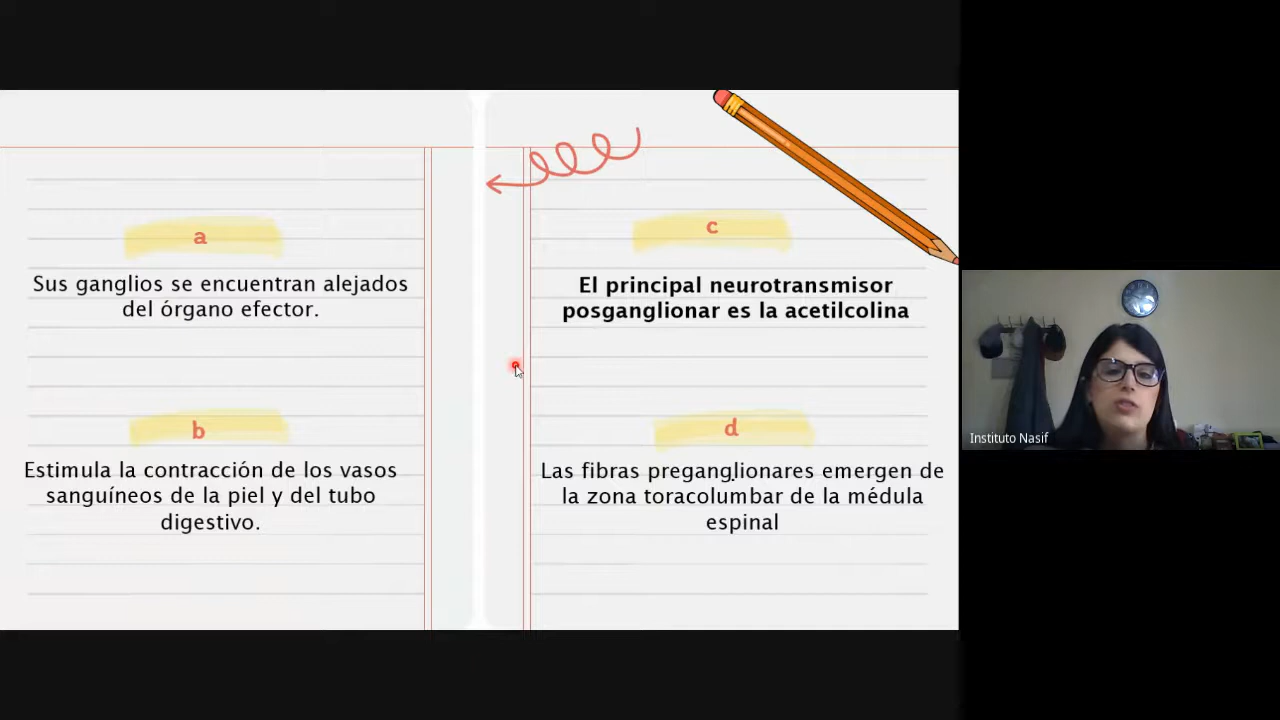 a
Sus ganglios se encuentran alejados
del órgano efector.
b
Estimula la contracción de los vasos
sanguíneos de la piel y del tubo
digestivo.
c
El principal neurotransmisor
posganglionar es la acetilcolina
d
Las fibras preganglionares emergen de
la zona toracolumbar de la médula
espinal
Instituto Nasif